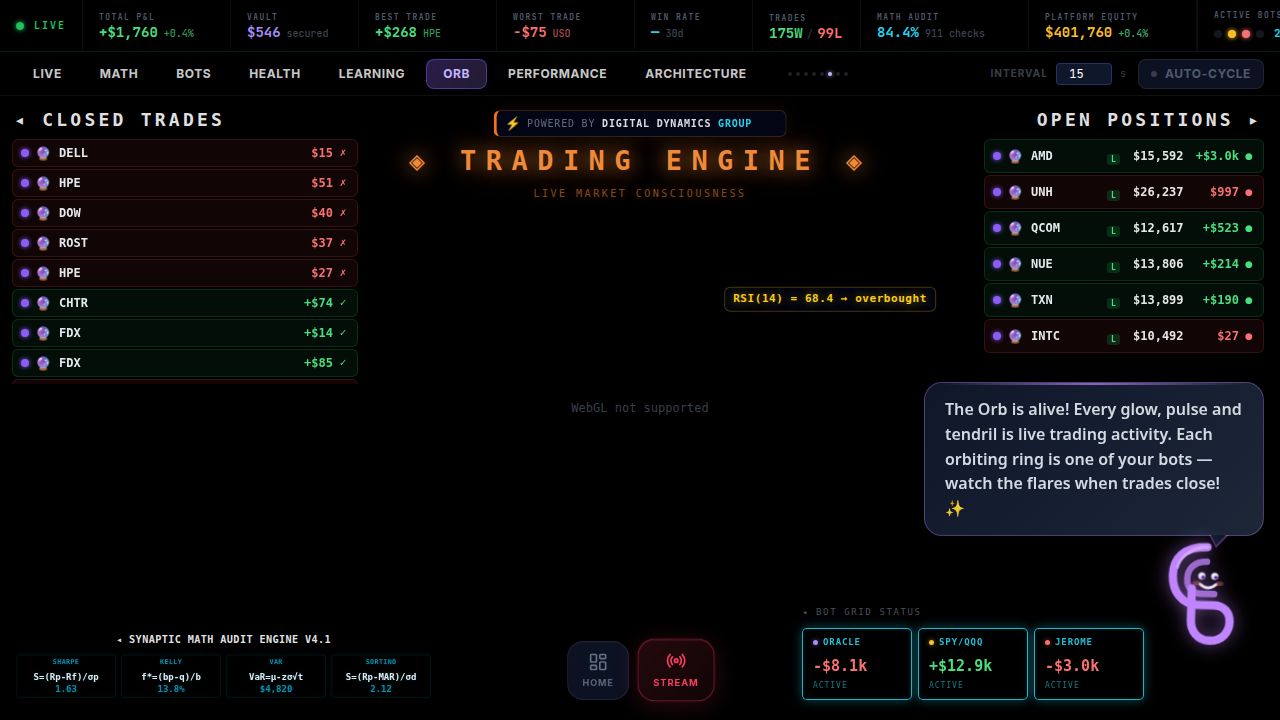 LIVE
TOTAL P&L
+$1,760 +0.4%
VAULT
$546 secured
BEST TRADE
+$268 HPE
WORST TRADE
-$75 USO
WIN RATE
— 30d
TRADES
175W / 99L
MATH AUDIT
84.4% 911 checks
PLATFORM EQUITY
$401,760 +0.4%
ACTIVE BOTS
2
LIVE MATH BOTS HEALTH LEARNING ORB PERFORMANCE ARCHITECTURE
INTERVAL 15 s AUTO-CYCLE
◂ CLOSED TRADES
DELL $15 ✗
HPE $51 ✗
DOW $40 ✗
ROST $37 ✗
HPE $27 ✗
CHTR +$74 ✓
FDX +$14 ✓
FDX +$85 ✓
⚡ POWERED BY DIGITAL DYNAMICS GROUP
◈ TRADING ENGINE ◈
LIVE MARKET CONSCIOUSNESS
RSI(14) = 68.4 → overbought
WebGL not supported
OPEN POSITIONS ▸
AMD L $15,592 +$3.0k
UNH L $26,237 $997
QCOM L $12,617 +$523
NUE L $13,806 +$214
TXN L $13,899 +$190
INTC L $10,492 $27
The Orb is alive! Every glow, pulse and
tendril is live trading activity. Each
orbiting ring is one of your bots —
watch the flares when trades close!
✨
◂ SYNAPTIC MATH AUDIT ENGINE V4.1
SHARPE
S=(Rp-Rf)/σp
1.63
KELLY
f*=(bp-q)/b
13.8%
VAR
VaR=μ-zσ√t
$4,820
SORTINO
S=(Rp-MAR)/σd
2.12
HOME
STREAM
◂ BOT GRID STATUS
ORACLE
-$8.1k
ACTIVE
SPY/QQQ
+$12.9k
ACTIVE
JEROME
-$3.0k
ACTIVE